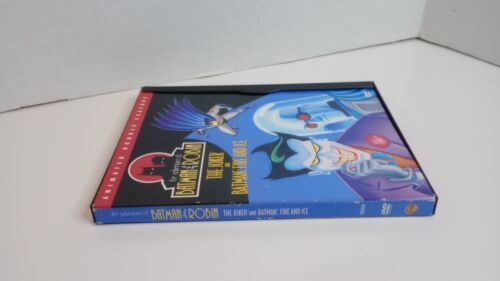 ANIMATED DOUBLE FEATURE
the adventures of
BATMAN & ROBIN
THE JOKER
BATMAN: FIRE AND ICE
the adventures of BATMAN & ROBIN THE JOKER AND BATMAN: FIRE AND ICE DVD